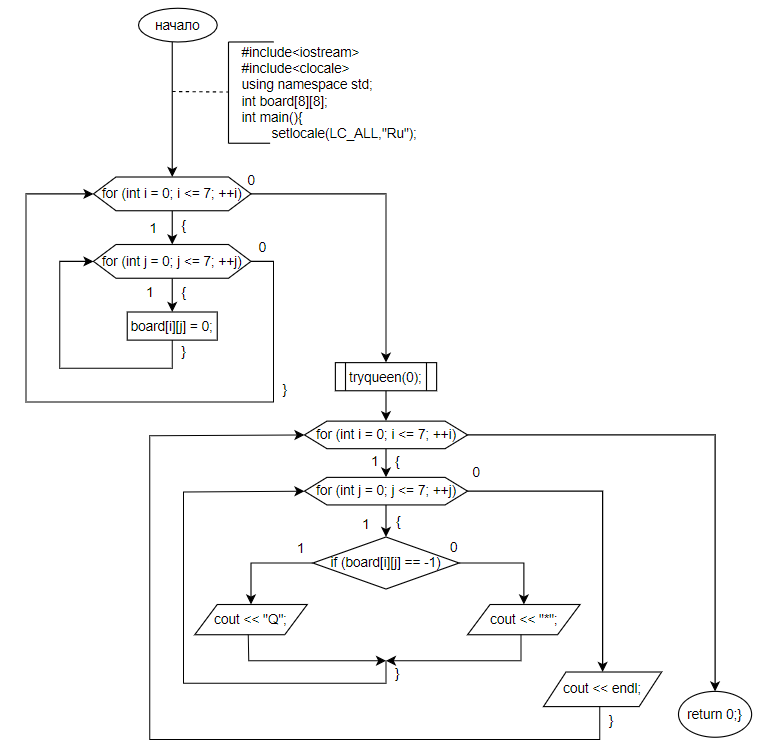 начало
#include<iostream>
#include<clocale>
using namespace std;
int board[8][8];
int main(){
setlocale(LC_ALL,"Ru");
for (int i = 0; i <= 7; ++i)
0
1 {
for (int j = 0; j <= 7; ++j)
0
1 {
board[i][j] = 0;
}
}
tryqueen(0);
for (int i = 0; i <= 7; ++i)
1 {
for (int j = 0; j <= 7; ++j)
0
1 {
if (board[i][j] == -1)
1
0
cout << "Q";
cout << "*";
}
cout << endl;
}
return 0;}